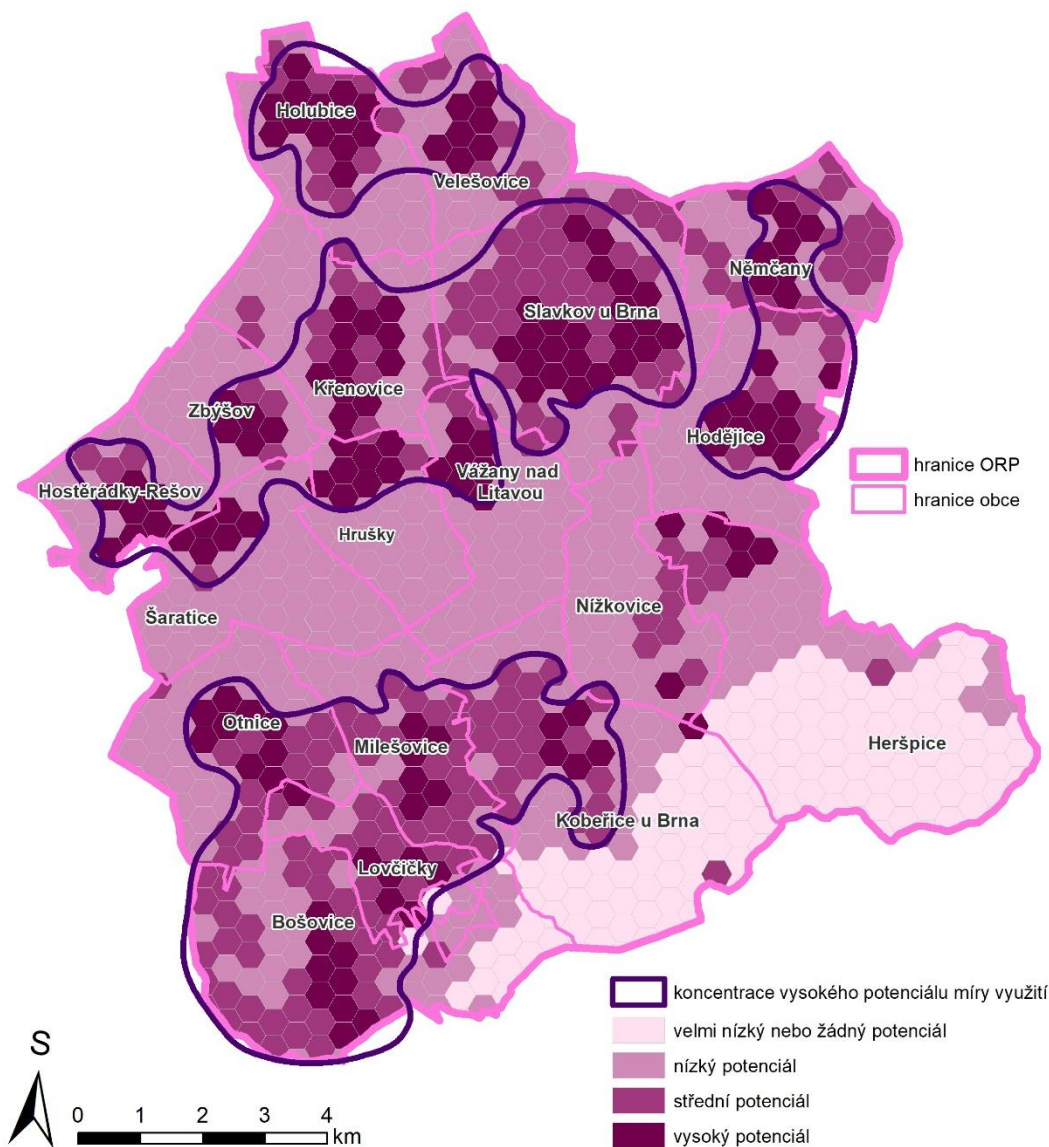 Holubice
Velešovice
Němčany
Slavkov u Brna
Křenovice
Zbýšov
Hodějice
Hostěrádky-Rešov
Vážany nad
Litavou
hranice ORP
hranice obce
Hrušky
Nížkovice
Šaratice
Otnice
Milešovice
Heršpice
Kobeřice u Brna
Lovčičky
Bošovice
koncentrace vysokého potenciálu míry využití
velmi nízký nebo žádný potenciál
nízký potenciál
střední potenciál
vysoký potenciál
S
0 1 2 3 4
km